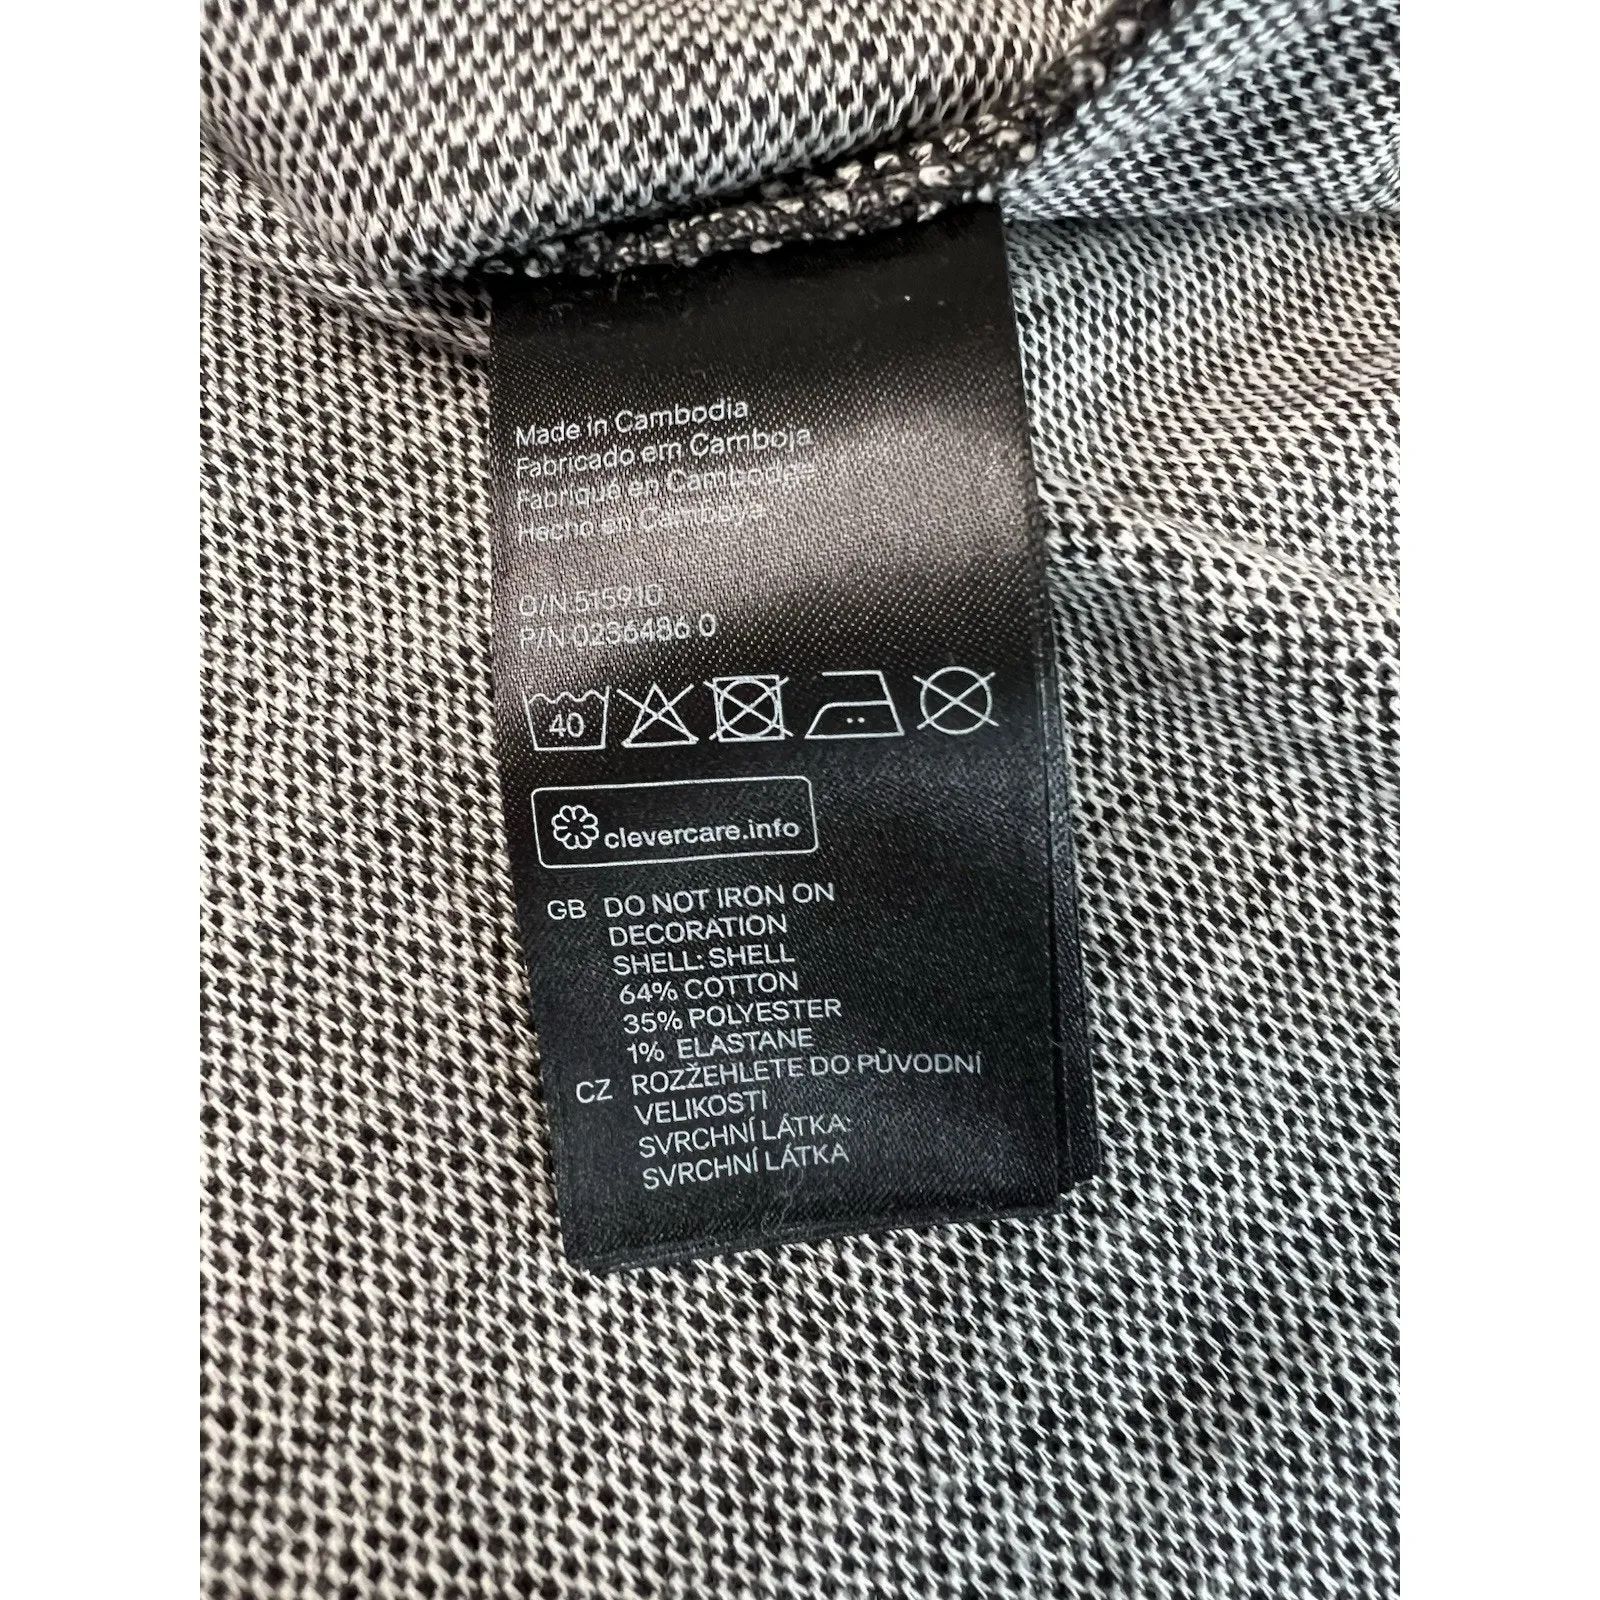 Made in Cambodia
Fabricado em Camboja
Fabriqué en Cambodge
Hecho en Camboya
O/N 515910
P/N 0236486 0
40
clevercare.info
GB DO NOT IRON ON
DECORATION
SHELL: SHELL
64% COTTON
35% POLYESTER
1% ELASTANE
CZ ROZŽEHLETE DO PŮVODNÍ
VELIKOSTI
SVRCHNÍ LÁTKA:
SVRCHNÍ LÁTKA